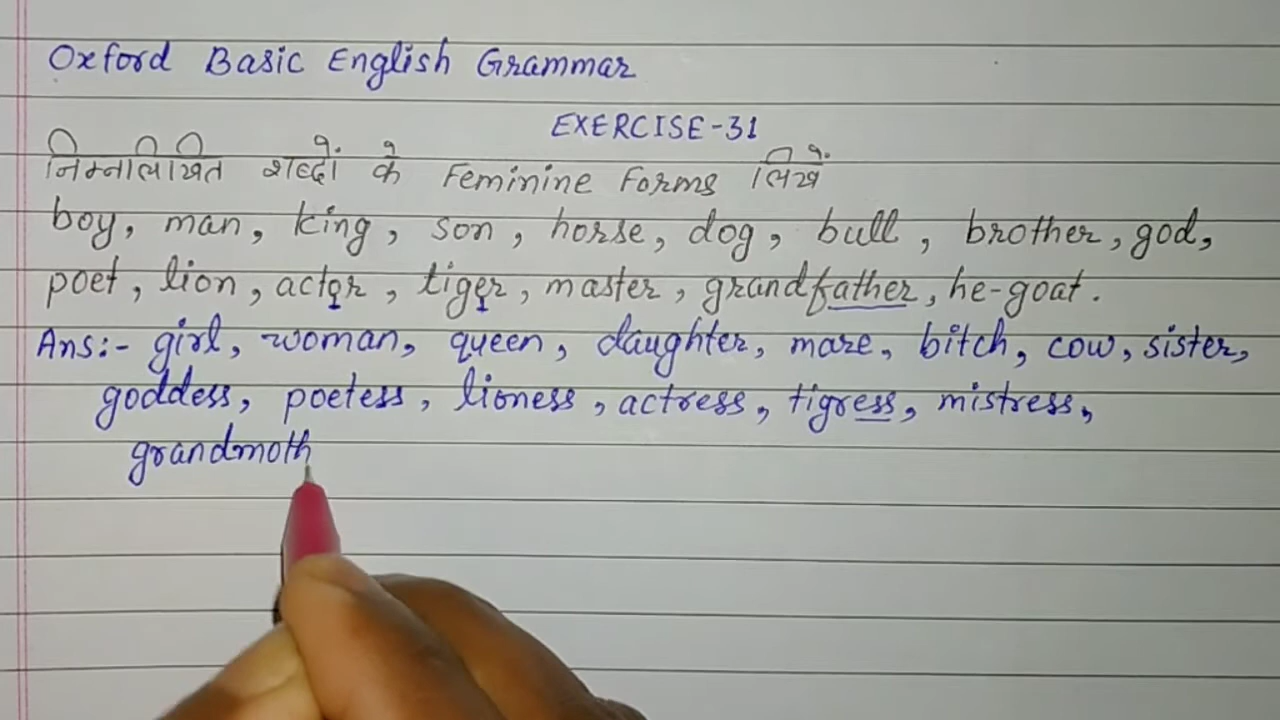 Oxford Basic English Grammar
EXERCISE-31
निम्नलिखित शब्दों के Feminine Forms लिखें
boy, man, king, son, horse, dog, bull, brother, god,
poet, lion, actor, tiger, master, grandfather, he-goat.
Ans:- girl, woman, queen, daughter, mare, bitch, cow, sister,
goddess, poetess, lioness, actress, tigress, mistress,
grandmoth